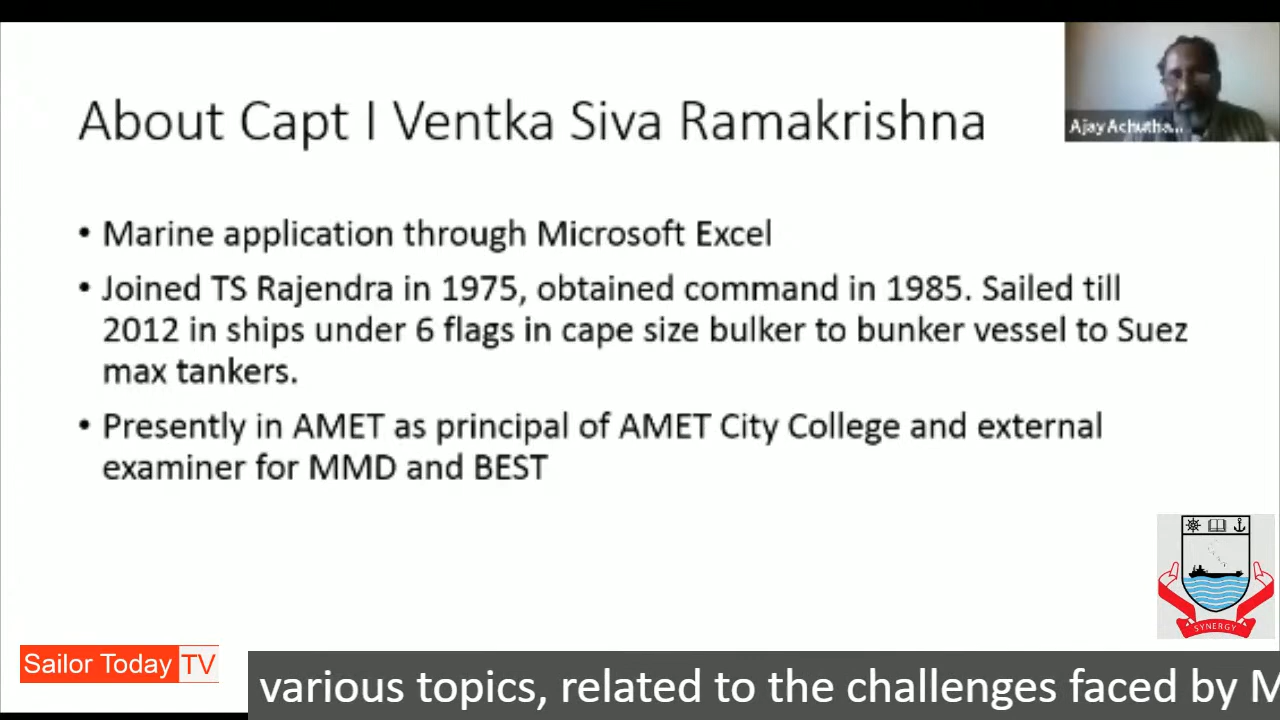 About Capt I Ventka Siva Ramakrishna
Ajay Achutha...
• Marine application through Microsoft Excel
• Joined TS Rajendra in 1975, obtained command in 1985. Sailed till
2012 in ships under 6 flags in cape size bulker to bunker vessel to Suez
max tankers.
• Presently in AMET as principal of AMET City College and external
examiner for MMD and BEST
SYNERGY
Sailor Today TV
various topics, related to the challenges faced by M